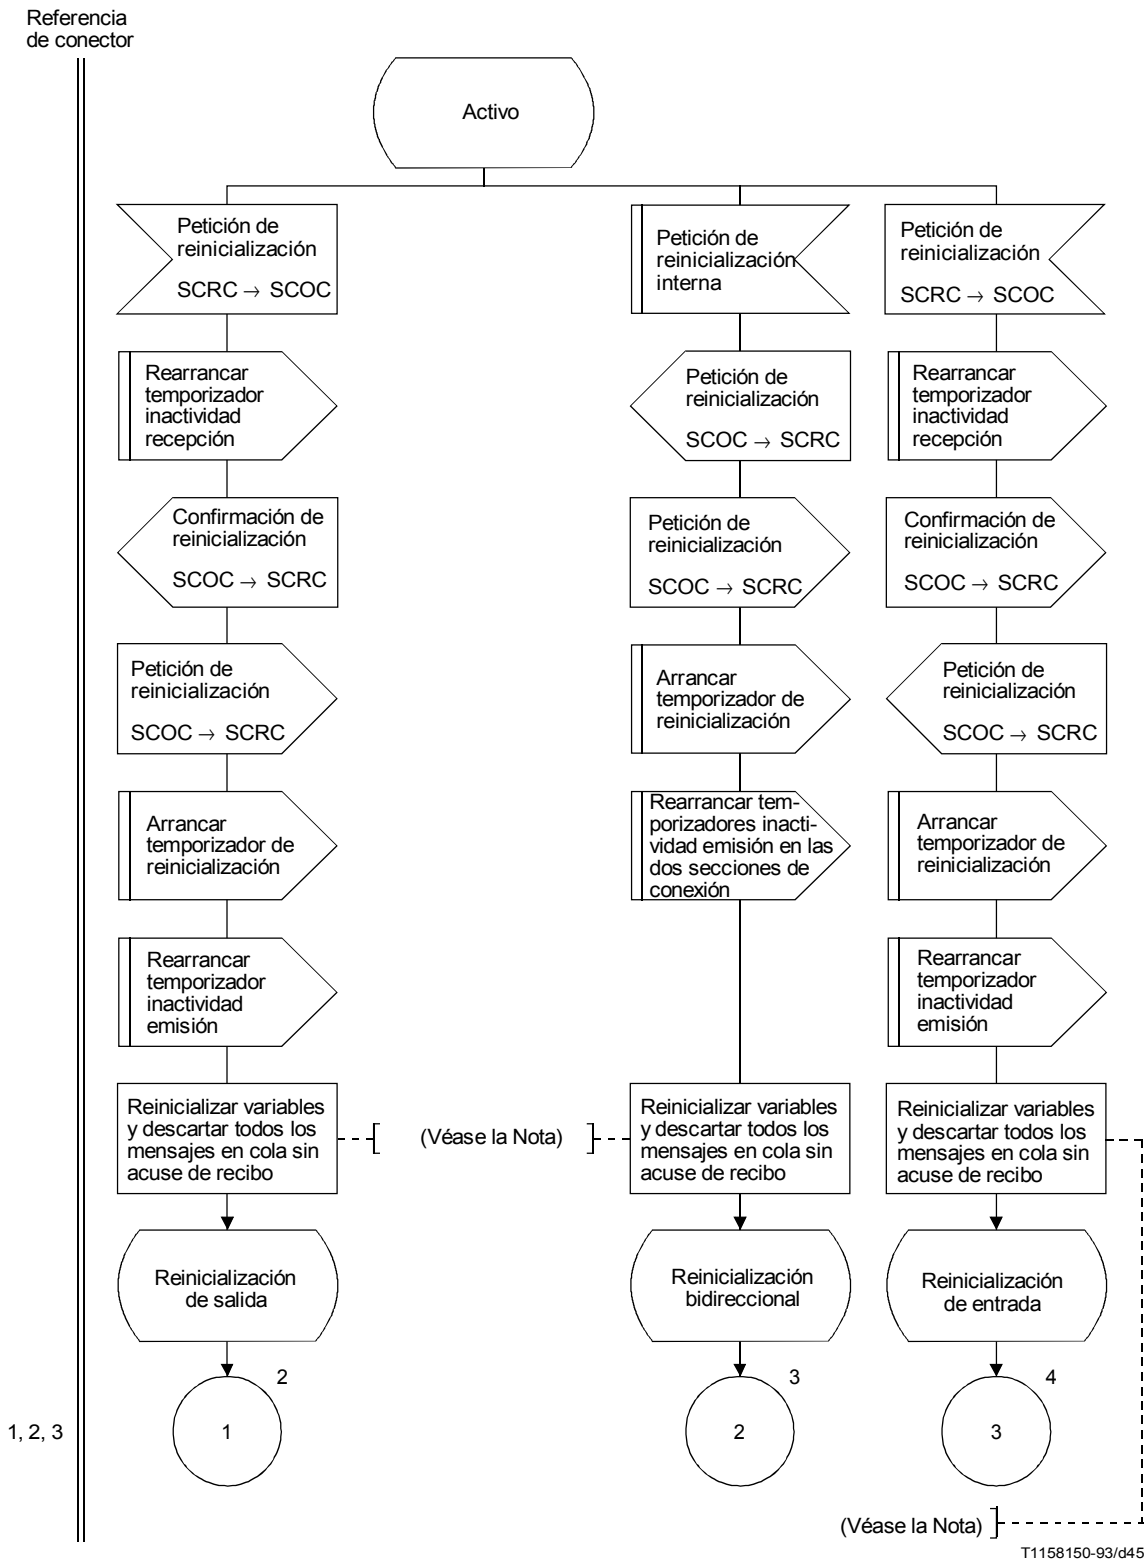 Referencia
de conector
Activo
Petición de
reinicialización
SCRC → SCOC
Rearrancar
temporizador
inactividad
recepción
Confirmación de
reinicialización
SCOC → SCRC
Petición de
reinicialización
SCOC → SCRC
Arrancar
temporizador de
reinicialización
Rearrancar
temporizador
inactividad
emisión
Reinicializar variables
y descartar todos los
mensajes en cola sin
acuse de recibo
(Véase la Nota)
Reinicialización
de salida
2
1
Petición de
reinicialización
interna
Petición de
reinicialización
SCOC → SCRC
Petición de
reinicialización
SCOC → SCRC
Arrancar
temporizador de
reinicialización
Rearrancar tem-
porizadores inacti-
vidad emisión en las
dos secciones de
conexión
Reinicializar variables
y descartar todos los
mensajes en cola sin
acuse de recibo
Reinicialización
bidireccional
3
2
Petición de
reinicialización
SCRC → SCOC
Rearrancar
temporizador
inactividad
recepción
Confirmación de
reinicialización
SCOC → SCRC
Petición de
reinicialización
SCOC → SCRC
Arrancar
temporizador de
reinicialización
Rearrancar
temporizador
inactividad
emisión
Reinicializar variables
y descartar todos los
mensajes en cola sin
acuse de recibo
Reinicialización
de entrada
4
3
1, 2, 3
(Véase la Nota)
T1158150-93/d45